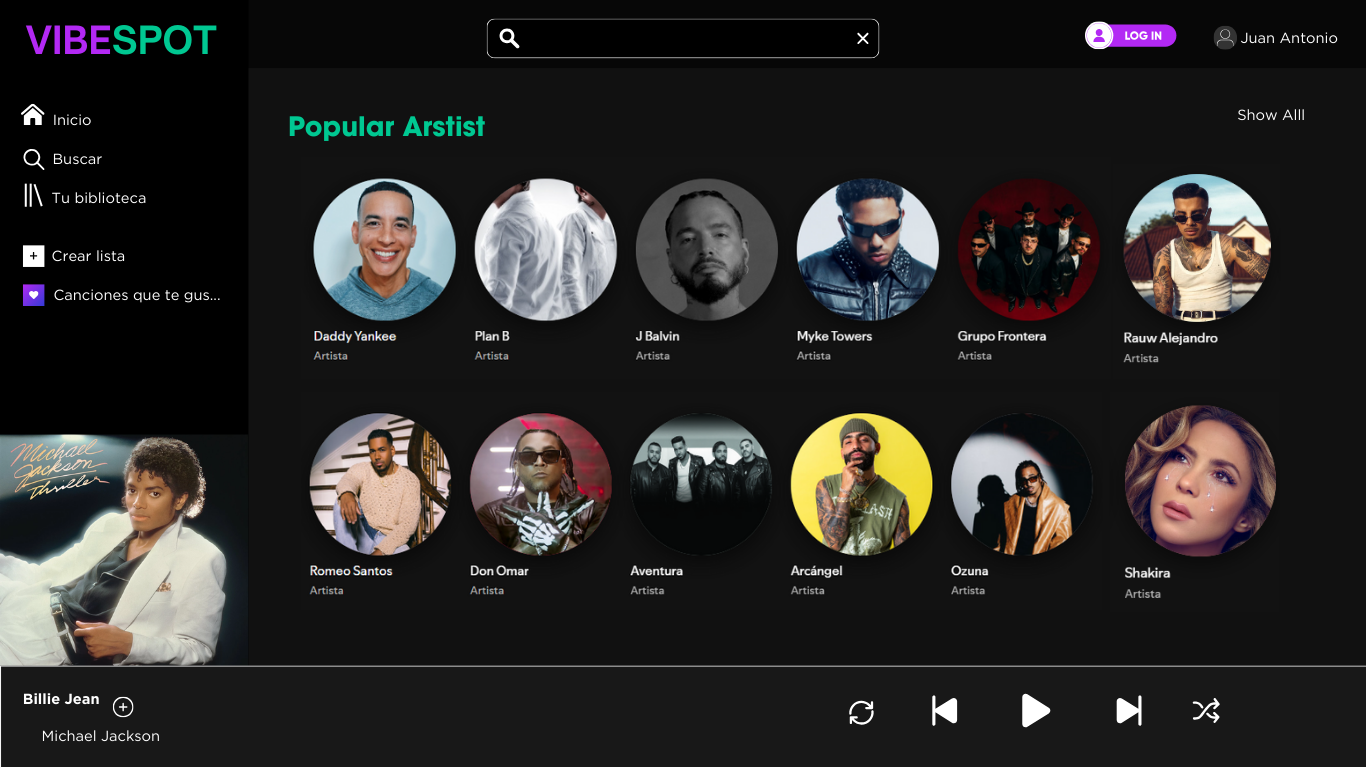 VIBESPOT
LOG IN
Juan Antonio
Inicio
Buscar
Tu biblioteca
Crear lista
Canciones que te gus...
Popular Arstist
Show Alll
Daddy Yankee
Artista
Plan B
Artista
J Balvin
Artista
Myke Towers
Artista
Grupo Frontera
Artista
Rauw Alejandro
Artista
Romeo Santos
Artista
Don Omar
Artista
Aventura
Artista
Arcángel
Artista
Ozuna
Artista
Shakira
Artista
Michael
Jackson
Thriller
Billie Jean
Michael Jackson